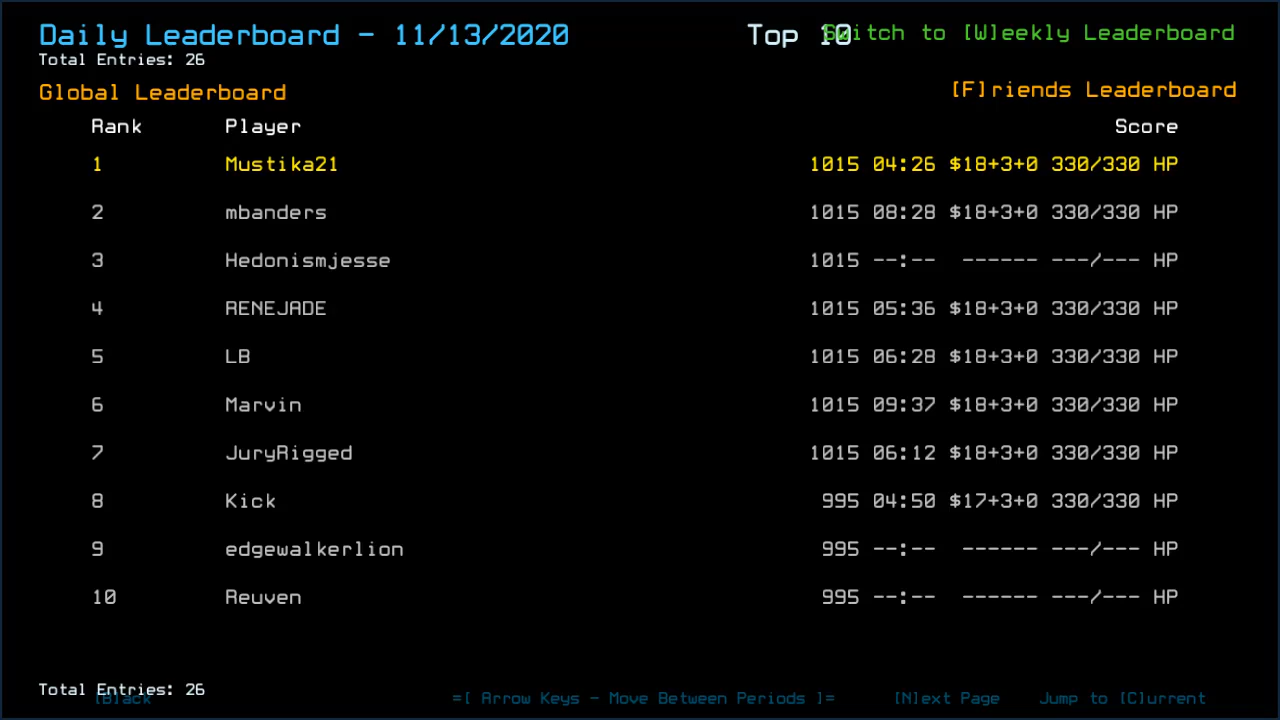 Daily Leaderboard - 11/13/2020 Top 10 Switch to [W]eekly Leaderboard
Total Entries: 26
Global Leaderboard [F]riends Leaderboard
Rank Player Score
1 Mustika21 1015 04:26 $18+3+0 330/330 HP
2 mbanders 1015 08:28 $18+3+0 330/330 HP
3 Hedonismjesse 1015 --:-- ------ ---/--- HP
4 RENEJADE 1015 05:36 $18+3+0 330/330 HP
5 LB 1015 06:28 $18+3+0 330/330 HP
6 Marvin 1015 09:37 $18+3+0 330/330 HP
7 JuryRigged 1015 06:12 $18+3+0 330/330 HP
8 Kick 995 04:50 $17+3+0 330/330 HP
9 edgewalkerlion 995 --:-- ------ ---/--- HP
10 Reuven 995 --:-- ------ ---/--- HP
Total Entries: 26
[B]ack =[ Arrow Keys - Move Between Periods ]= [N]ext Page Jump to [C]urrent